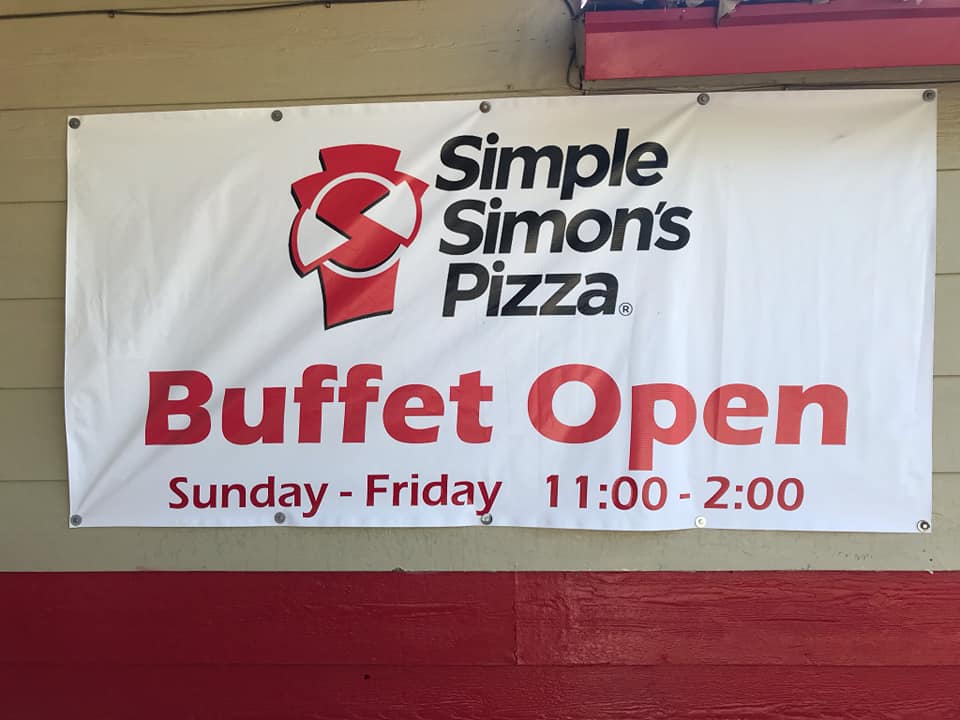 Simple
Simon's
Pizza®
Buffet Open
Sunday - Friday 11:00 - 2:00